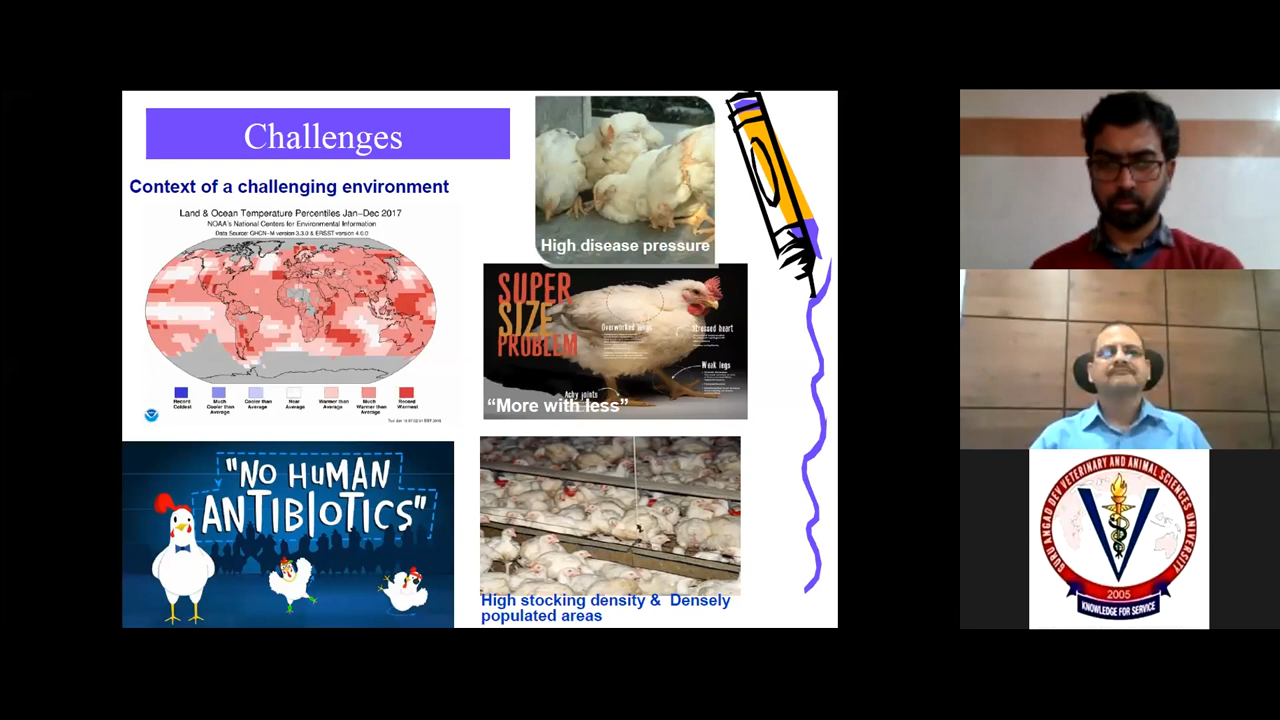 Challenges
Context of a challenging environment
Land & Ocean Temperature Percentiles Jan–Dec 2017
NOAA's National Centers for Environmental Information
Data Source: GHCN–M version 3.3.0 & ERSST version 4.0.0
Record
Coldest
Much
Cooler than
Average
Cooler than
Average
Near
Average
Warmer than
Average
Much
Warmer than
Average
Record
Warmest
High disease pressure
SUPER
SIZE
PROBLEM
Overworked lungs
Stressed heart
Weak legs
Achy joints
“More with less”
"NO HUMAN
ANTIBIOTICS"
High stocking density & Densely
populated areas
GURU ANGAD DEV VETERINARY AND ANIMAL SCIENCES UNIVERSITY
V
2005
KNOWLEDGE FOR SERVICE